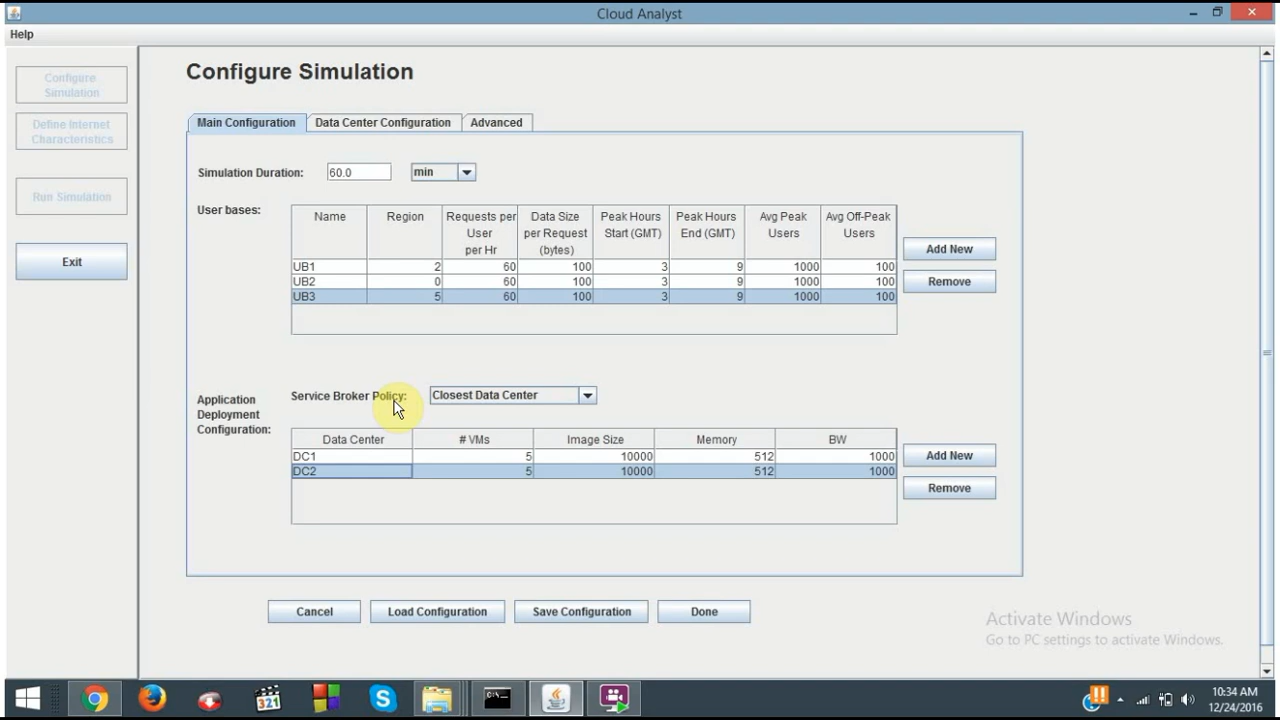 Cloud Analyst
Help
Configure Simulation
Define Internet Characteristics
Run Simulation
Exit
Configure Simulation
Main Configuration Data Center Configuration Advanced
Simulation Duration: 60.0 min
User bases:
Name Region Requests per User per Hr Data Size per Request (bytes) Peak Hours Start (GMT) Peak Hours End (GMT) Avg Peak Users Avg Off-Peak Users
UB1 2 60 100 3 9 1000 100
UB2 0 60 100 3 9 1000 100
UB3 5 60 100 3 9 1000 100
Add New
Remove
Application Deployment Configuration:
Service Broker Policy: Closest Data Center
Data Center # VMs Image Size Memory BW
DC1 5 10000 512 1000
DC2 5 10000 512 1000
Add New
Remove
Cancel Load Configuration Save Configuration Done
Activate Windows
Go to PC settings to activate Windows.
321
C:\
10:34 AM
12/24/2016